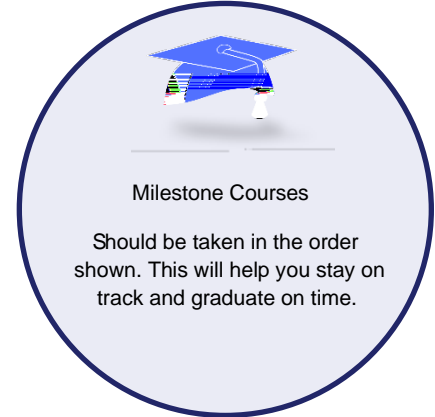 Milestone Courses
Should be taken in the order
shown. This will help you stay on
track and graduate on time.